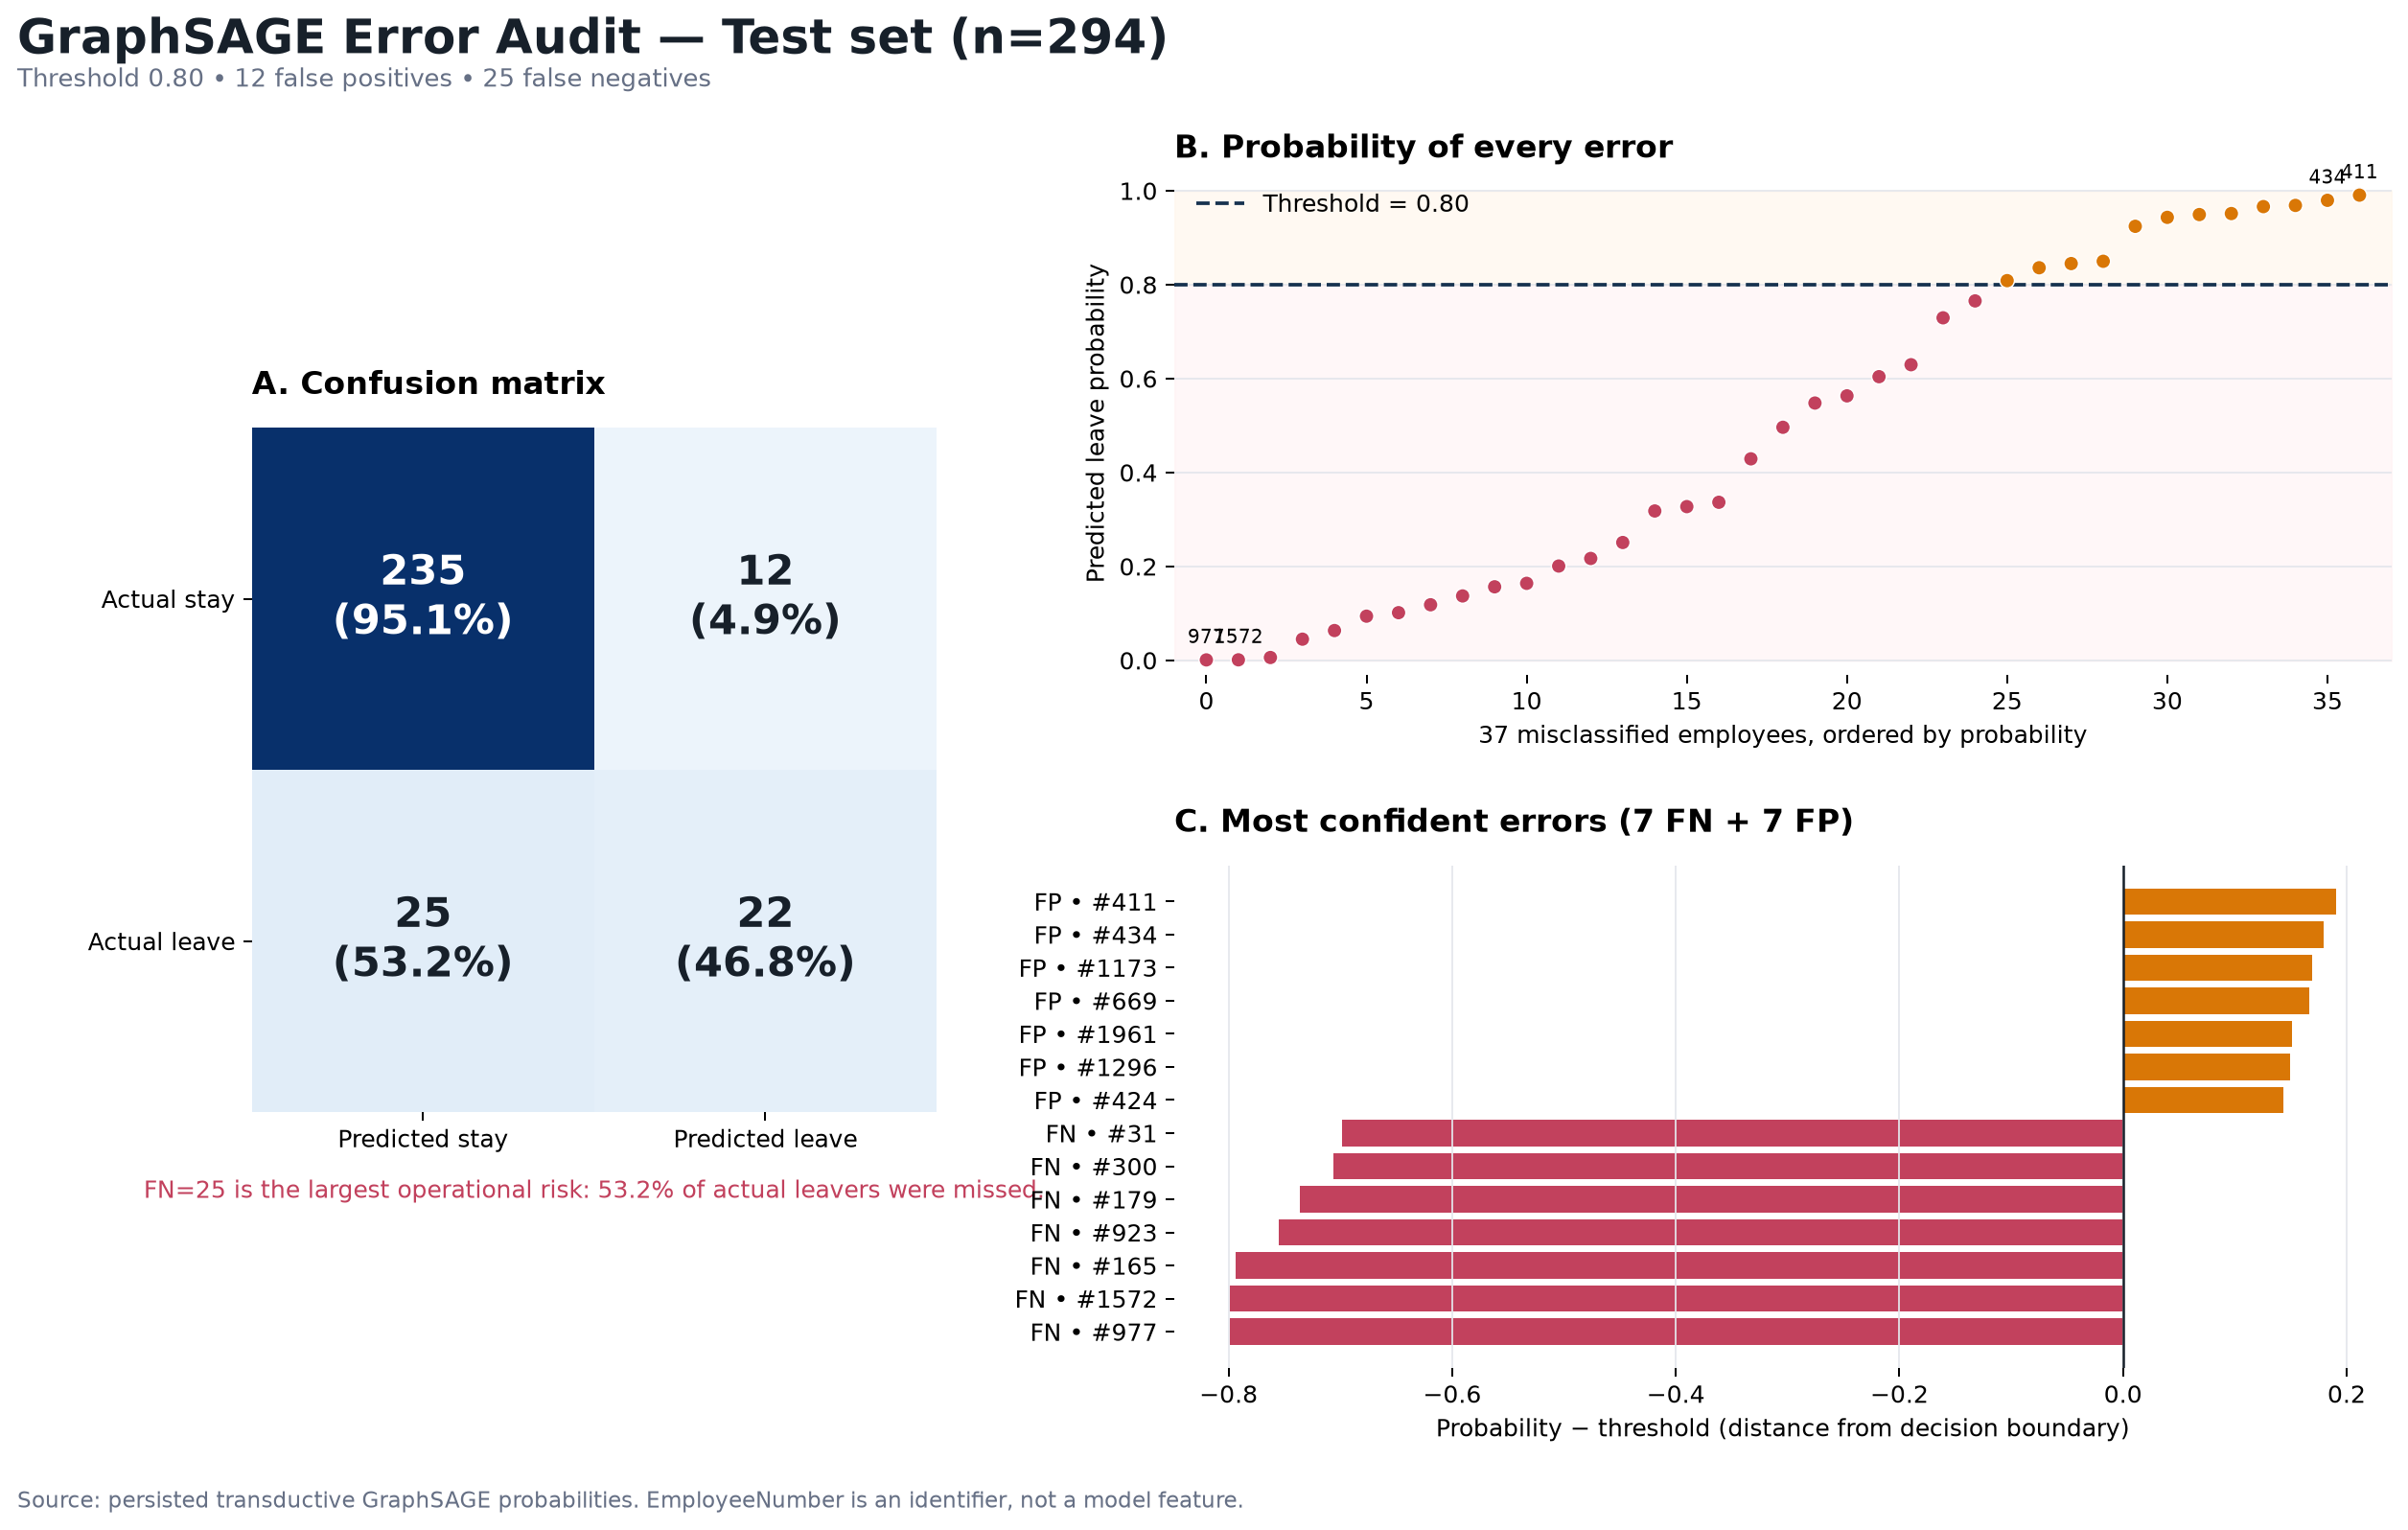 GraphSAGE Error Audit — Test set (n=294)
Threshold 0.80 • 12 false positives • 25 false negatives
A. Confusion matrix
235
(95.1%)
12
(4.9%)
25
(53.2%)
22
(46.8%)
Actual stay
Actual leave
Predicted stay
Predicted leave
FN=25 is the largest operational risk: 53.2% of actual leavers were missed.
B. Probability of every error
Threshold = 0.80
434
411
977
1572
Predicted leave probability
1.0
0.8
0.6
0.4
0.2
0.0
0
5
10
15
20
25
30
35
37 misclassified employees, ordered by probability
C. Most confident errors (7 FN + 7 FP)
FP • #411
FP • #434
FP • #1173
FP • #669
FP • #1961
FP • #1296
FP • #424
FN • #31
FN • #300
FN • #179
FN • #923
FN • #165
FN • #1572
FN • #977
−0.8
−0.6
−0.4
−0.2
0.0
0.2
Probability − threshold (distance from decision boundary)
Source: persisted transductive GraphSAGE probabilities. EmployeeNumber is an identifier, not a model feature.